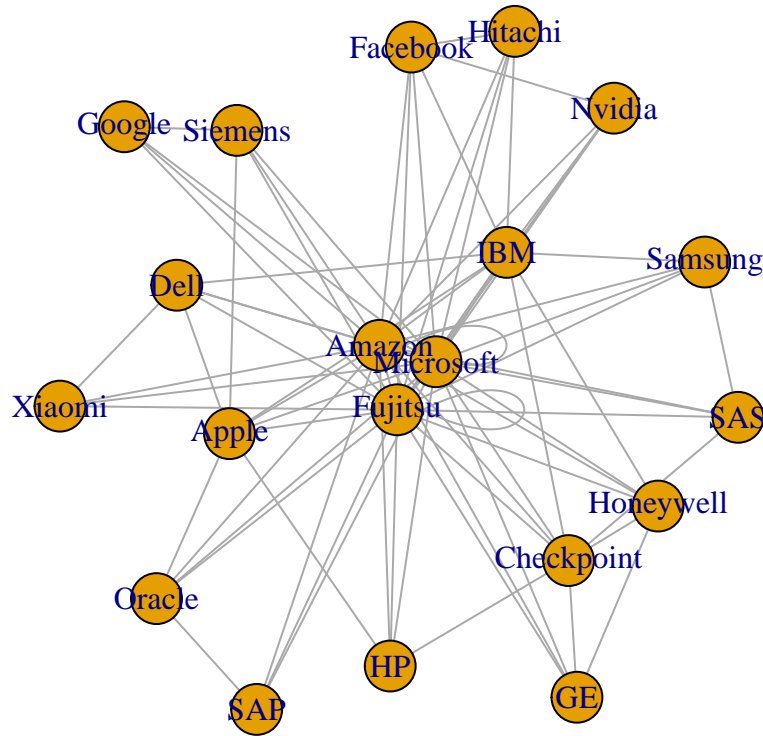 Hitachi
Facebook
Nvidia
Google
Siemens
IBM
Samsung
Dell
Amazon
Microsoft
Xiaomi
Fujitsu
SAS
Apple
Honeywell
Checkpoint
Oracle
HP
GE
SAP